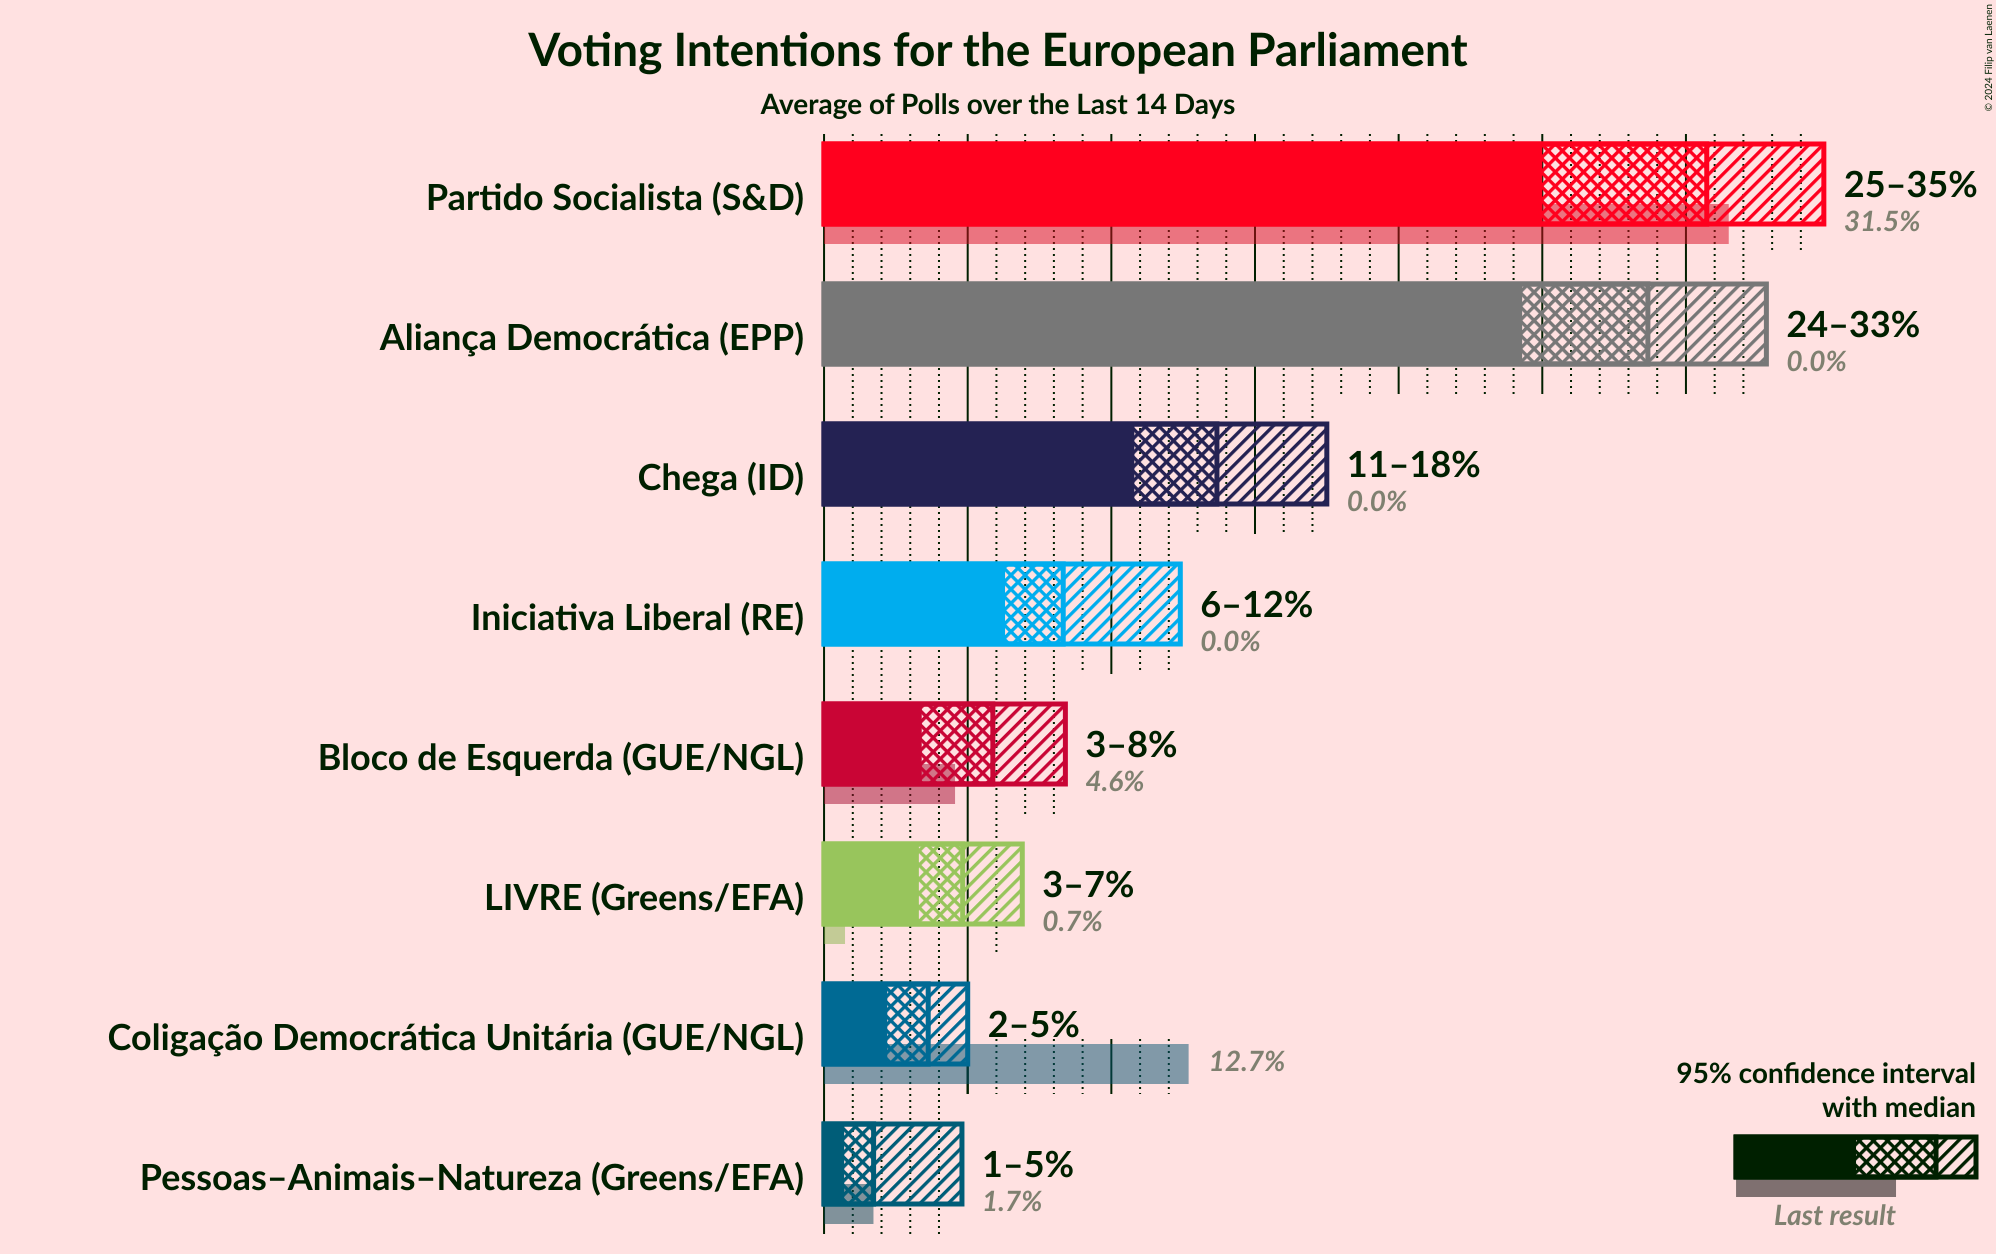 Voting Intentions for the European Parliament
Average of Polls over the Last 14 Days
© 2024 Filip van Laenen
Partido Socialista (S&D)
25–35%
31.5%
Aliança Democrática (EPP)
24–33%
0.0%
Chega (ID)
11–18%
0.0%
Iniciativa Liberal (RE)
6–12%
0.0%
Bloco de Esquerda (GUE/NGL)
3–8%
4.6%
LIVRE (Greens/EFA)
3–7%
0.7%
Coligação Democrática Unitária (GUE/NGL)
2–5%
12.7%
Pessoas–Animais–Natureza (Greens/EFA)
1–5%
1.7%
95% confidence interval
with median
Last result